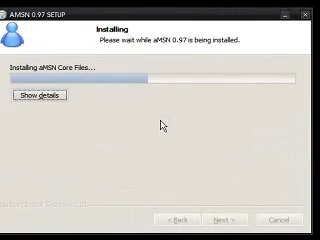 AMSN 0.97 SETUP
Installing
Please wait while aMSN 0.97 is being installed.
Installing aMSN Core Files...
Show details
< Back
Next >
Cancel